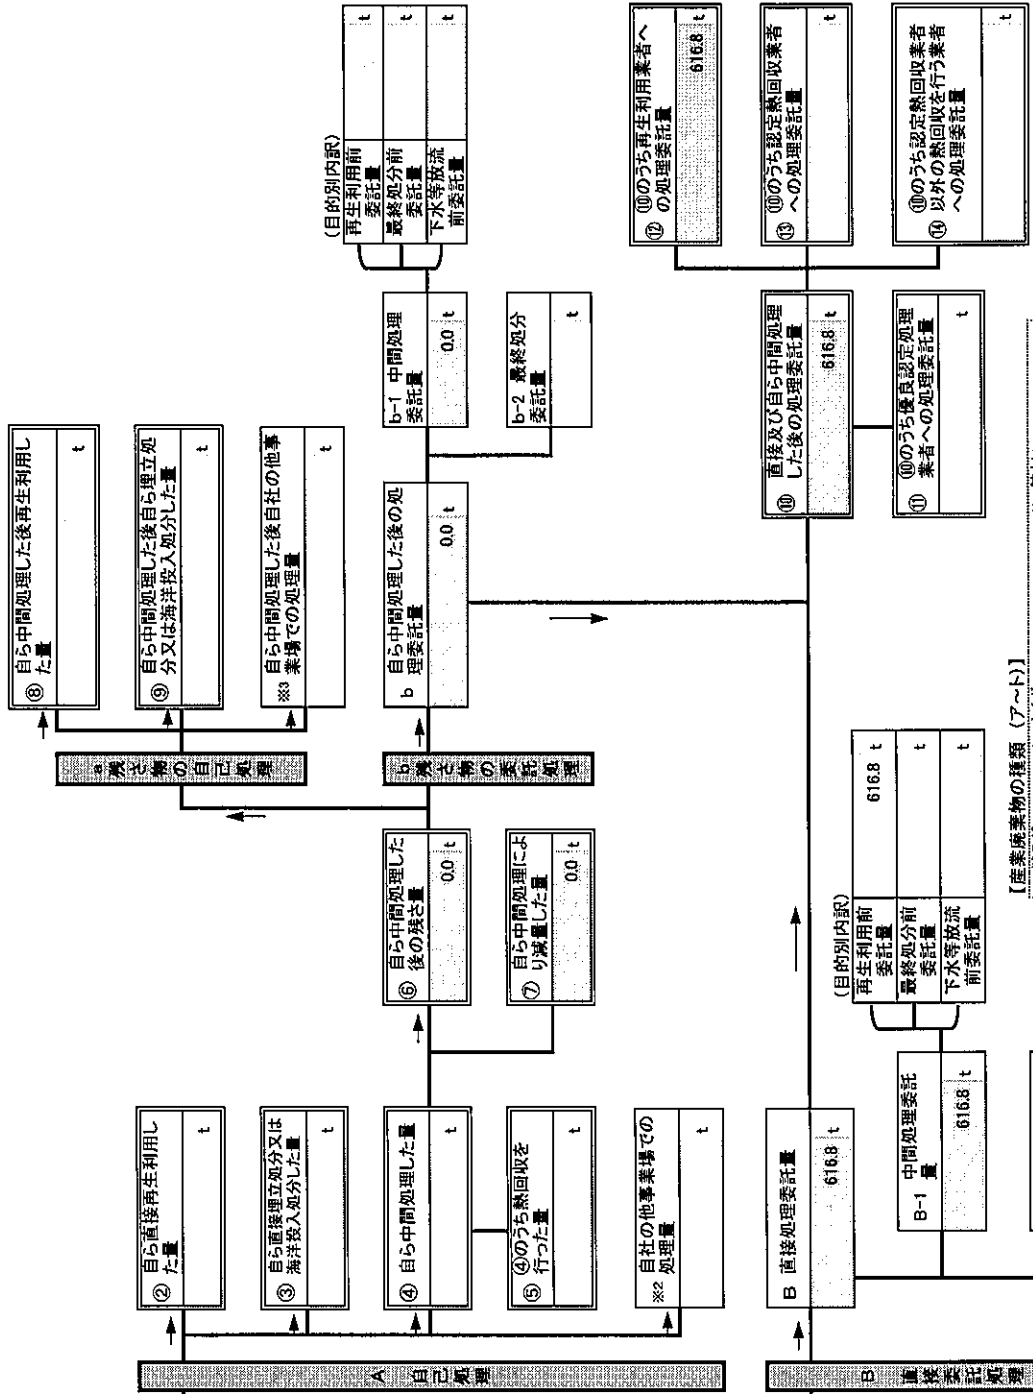 A 自己処理
② 自ら直接再生利用し
た量
t
③ 自ら直接埋立処分又は
海洋投入処分した量
t
④ 自ら中間処理した量
t
⑤ ④のうち熱回収を
行った量
t
※2 自社の他事業場での
処理量
t
⑥ 自ら中間処理した
後の残さ量
0.0 t
⑦ 自ら中間処理によ
り減量した量
0.0 t
a 残さ物の自己処理
⑧ 自ら中間処理した後再生利用し
た量
t
⑨ 自ら中間処理した後自ら埋立処
分又は海洋投入処分した量
t
※3 自ら中間処理した後自社の他事
業場での処理量
t
b 残さ物の委託処理
b 自ら中間処理した後の処
理委託量
0.0 t
b-1 中間処理
委託量
0.0 t
b-2 最終処分
委託量
t
(目的別内訳)
再生利用前
委託量
t
最終処分前
委託量
t
下水等放流
前委託量
t
B 直接委託処理
B 直接処理委託量
616.8 t
B-1 中間処理委託
量
616.8 t
(目的別内訳)
再生利用前
委託量
616.8 t
最終処分前
委託量
t
下水等放流
前委託量
t
⑩ 直接及び自ら中間処理
した後の処理委託量
616.8 t
⑪ ⑩のうち優良認定処理
業者への処理委託量
t
⑫ ⑩のうち再生利用業者へ
の処理委託量
616.8 t
⑬ ⑩のうち認定熱回収業者
への処理委託量
t
⑭ ⑩のうち認定熱回収業者
以外の熱回収を行う業者
への処理委託量
t
【産業廃棄物の種類 (ア~ト)】